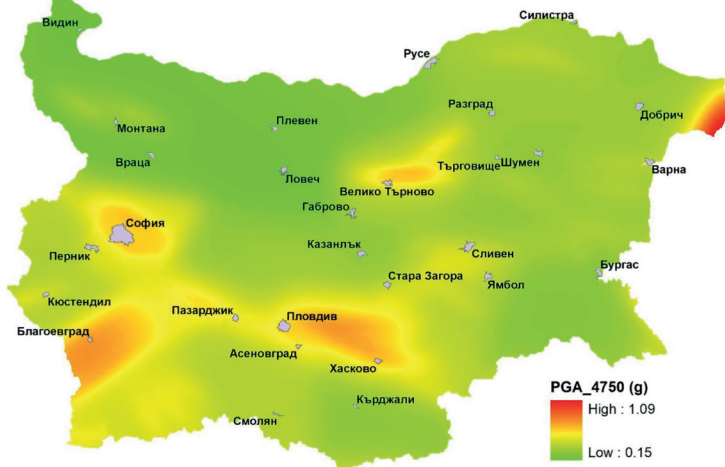 Видин
Силистра
Русе
Разград
Добрич
Монтана
Плевен
Враца
Ловеч
Търговище
Шумен
Варна
Велико Търново
Габрово
София
Перник
Казанлък
Сливен
Бургас
Стара Загора
Ямбол
Кюстендил
Пазарджик
Пловдив
Благоевград
Асеновград
Хасково
Кърджали
Смолян
PGA_4750 (g)
High : 1.09
Low : 0.15